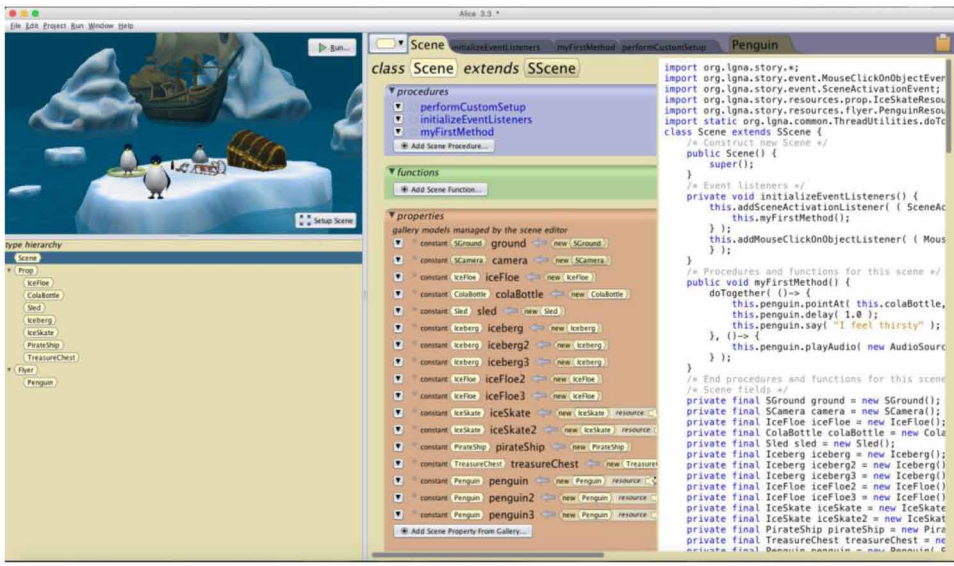 Alice 3.3 *
File Edit Project Run Window Help
Run...
Setup Scene
type hierarchy
Scene
Prop
IceFloe
ColaBottle
Sled
Iceberg
IceSkate
PirateShip
TreasureChest
Flyer
Penguin
Scene initializeEventListeners myFirstMethod performCustomSetup Penguin
class Scene extends SScene
procedures
performCustomSetup
initializeEventListeners
myFirstMethod
Add Scene Procedure...
functions
Add Scene Function...
properties
gallery models managed by the scene editor
constant SGround ground new SGround
constant SCamera camera new SCamera
constant IceFloe iceFloe new IceFloe
constant ColaBottle colaBottle new ColaBottle
constant Sled sled new Sled
constant Iceberg iceberg new Iceberg
constant Iceberg iceberg2 new Iceberg
constant Iceberg iceberg3 new Iceberg
constant IceFloe iceFloe2 new IceFloe
constant IceFloe iceFloe3 new IceFloe
constant IceSkate iceSkate new IceSkate resource:
constant IceSkate iceSkate2 new IceSkate resource:
constant PirateShip pirateShip new PirateShip
constant TreasureChest treasureChest new Treasure
constant Penguin penguin new Penguin resource:
constant Penguin penguin2 new Penguin resource:
constant Penguin penguin3 new Penguin resource:
Add Scene Property From Gallery...
import org.lgna.story.*;
import org.lgna.story.event.MouseClickOnObjectEven
import org.lgna.story.event.SceneActivationEvent;
import org.lgna.story.resources.prop.IceSkateResou
import org.lgna.story.resources.flyer.PenguinResou
import static org.lgna.common.ThreadUtilities.doTo
class Scene extends SScene {
/* Construct new Scene */
public Scene() {
super();
}
/* Event listeners */
private void initializeEventListeners() {
this.addSceneActivationListener( ( SceneAc
this.myFirstMethod();
} );
this.addMouseClickOnObjectListener( ( Mous
} );
}
/* Procedures and functions for this scene */
public void myFirstMethod() {
doTogether( ()-> {
this.penguin.pointAt( this.colaBottle,
this.penguin.delay( 1.0 );
this.penguin.say( "I feel thirsty" );
}, ()-> {
this.penguin.playAudio( new AudioSourc
} );
}
/* End procedures and functions for this scene
/* Scene fields */
private final SGround ground = new SGround();
private final SCamera camera = new SCamera();
private final IceFloe iceFloe = new IceFloe();
private final ColaBottle colaBottle = new Cola
private final Sled sled = new Sled();
private final Iceberg iceberg = new Iceberg();
private final Iceberg iceberg2 = new Iceberg()
private final Iceberg iceberg3 = new Iceberg()
private final IceFloe iceFloe2 = new IceFloe()
private final IceFloe iceFloe3 = new IceFloe()
private final IceSkate iceSkate = new IceSkate
private final IceSkate iceSkate2 = new IceSkat
private final PirateShip pirateShip = new Pira
private final TreasureChest treasureChest = ne
private final Penguin penguin = new Penguin(